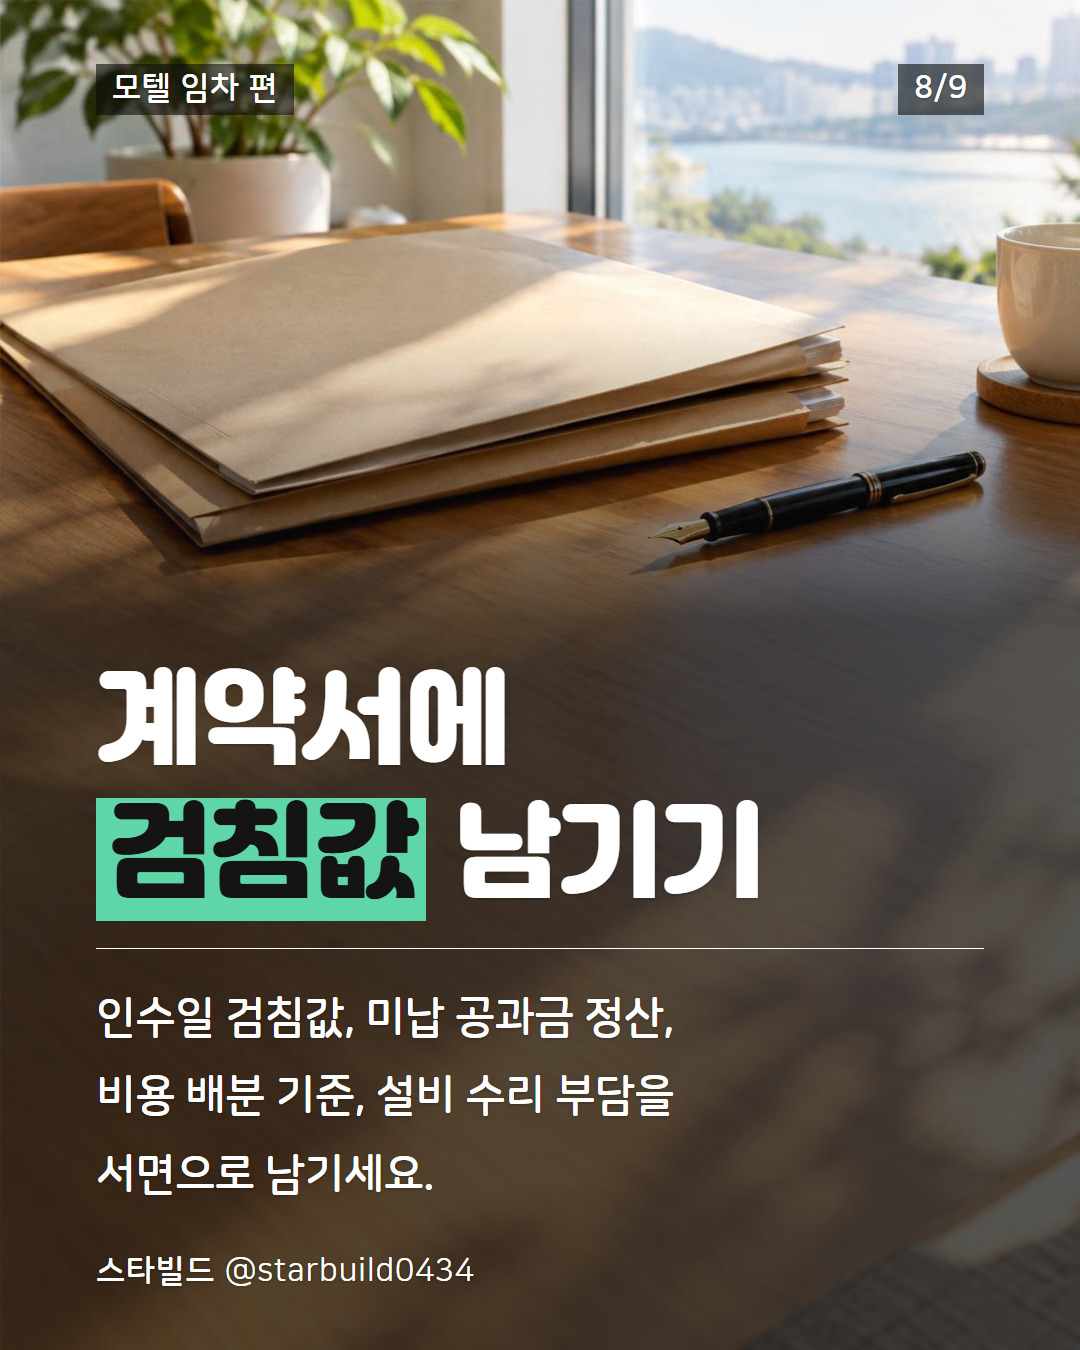 모텔 임차 편
8/9
계약서에
검침값 남기기
인수일 검침값, 미납 공과금 정산,
비용 배분 기준, 설비 수리 부담을
서면으로 남기세요.
스타빌드 @starbuild0434